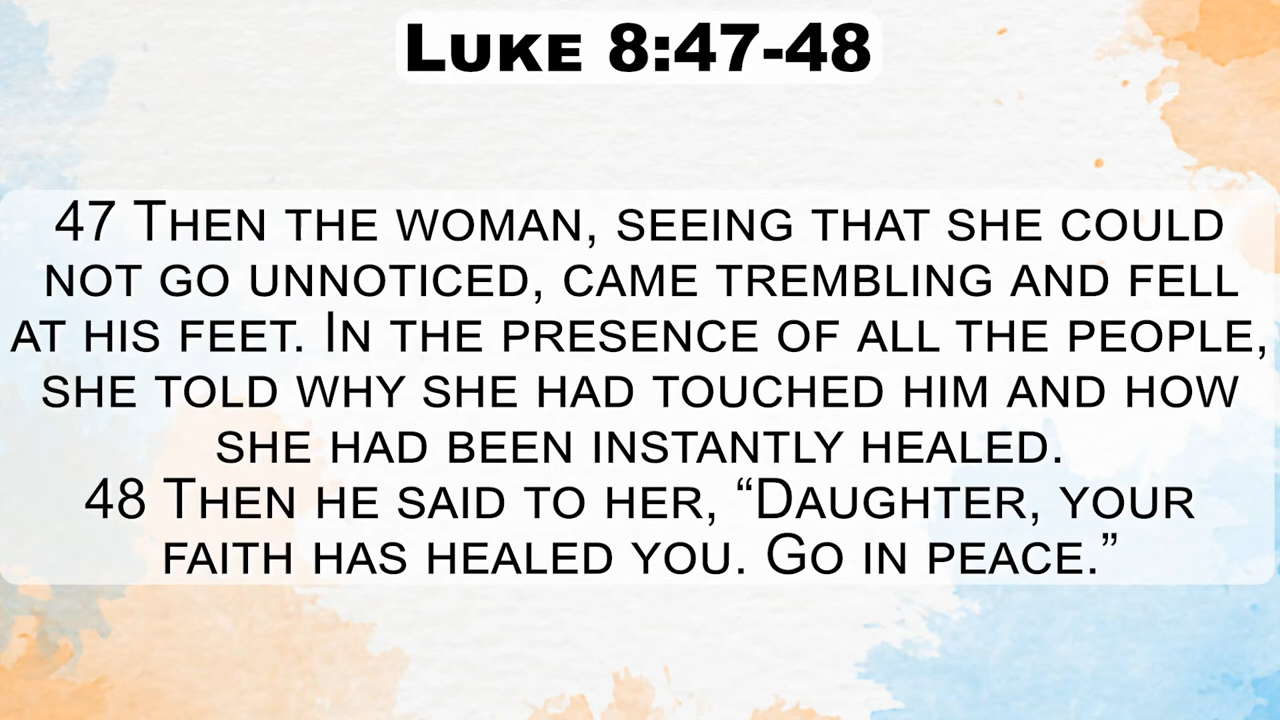 Luke 8:47-48
47 Then the woman, seeing that she could
not go unnoticed, came trembling and fell
at his feet. In the presence of all the people,
she told why she had touched him and how
she had been instantly healed.
48 Then he said to her, “Daughter, your
faith has healed you. Go in peace.”